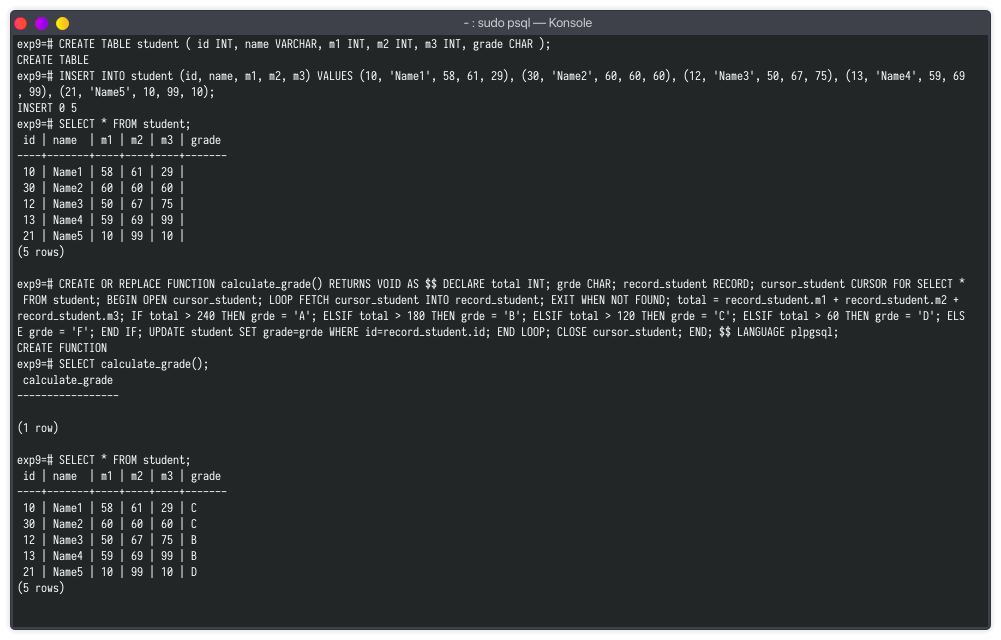 - : sudo psql — Konsole
exp9=# CREATE TABLE student ( id INT, name VARCHAR, m1 INT, m2 INT, m3 INT, grade CHAR );
CREATE TABLE
exp9=# INSERT INTO student (id, name, m1, m2, m3) VALUES (10, 'Name1', 58, 61, 29), (30, 'Name2', 60, 60, 60), (12, 'Name3', 50, 67, 75), (13, 'Name4', 59, 69
, 99), (21, 'Name5', 10, 99, 10);
INSERT 0 5
exp9=# SELECT * FROM student;
 id | name  | m1 | m2 | m3 | grade
----+-------+----+----+----+-------
 10 | Name1 | 58 | 61 | 29 |
 30 | Name2 | 60 | 60 | 60 |
 12 | Name3 | 50 | 67 | 75 |
 13 | Name4 | 59 | 69 | 99 |
 21 | Name5 | 10 | 99 | 10 |
(5 rows)

exp9=# CREATE OR REPLACE FUNCTION calculate_grade() RETURNS VOID AS $$ DECLARE total INT; grde CHAR; record_student RECORD; cursor_student CURSOR FOR SELECT *
 FROM student; BEGIN OPEN cursor_student; LOOP FETCH cursor_student INTO record_student; EXIT WHEN NOT FOUND; total = record_student.m1 + record_student.m2 +
record_student.m3; IF total > 240 THEN grde = 'A'; ELSIF total > 180 THEN grde = 'B'; ELSIF total > 120 THEN grde = 'C'; ELSIF total > 60 THEN grde = 'D'; ELS
E grde = 'F'; END IF; UPDATE student SET grade=grde WHERE id=record_student.id; END LOOP; CLOSE cursor_student; END; $$ LANGUAGE plpgsql;
CREATE FUNCTION
exp9=# SELECT calculate_grade();
 calculate_grade
-----------------

(1 row)

exp9=# SELECT * FROM student;
 id | name  | m1 | m2 | m3 | grade
----+-------+----+----+----+-------
 10 | Name1 | 58 | 61 | 29 | C
 30 | Name2 | 60 | 60 | 60 | C
 12 | Name3 | 50 | 67 | 75 | B
 13 | Name4 | 59 | 69 | 99 | B
 21 | Name5 | 10 | 99 | 10 | D
(5 rows)